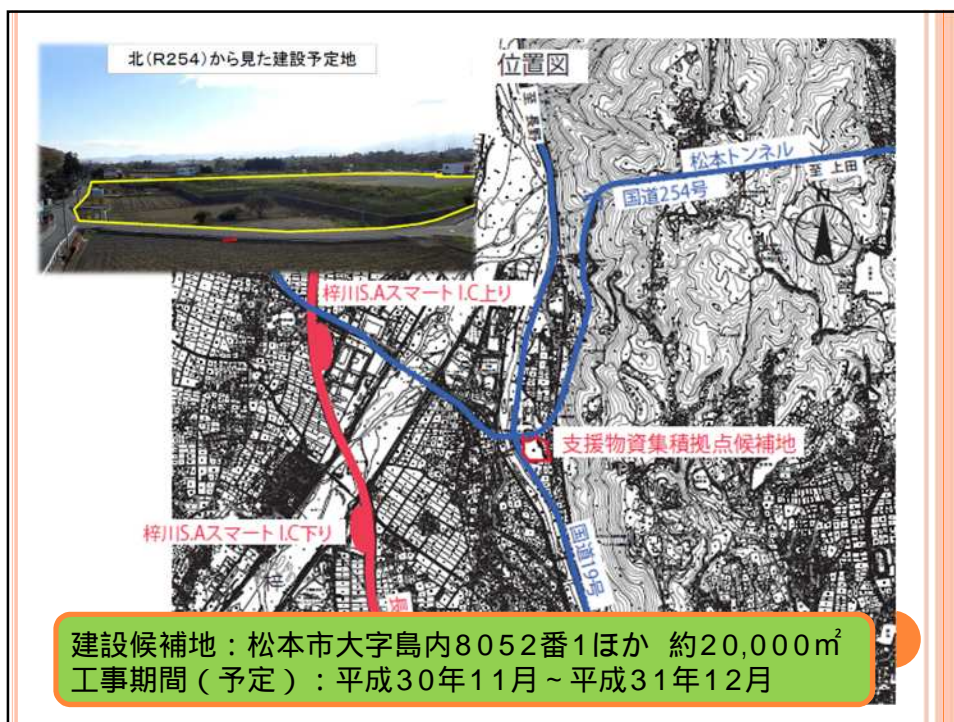 北(R254)から見た建設予定地
位置図
松本トンネル
至 上田
国道254号
梓川S.AスマートI.C上り
支援物資集積拠点候補地
梓川S.AスマートI.C下り
国道19号
建設候補地：松本市大字島内8052番1ほか 約20,000㎡
工事期間（予定）：平成30年11月～平成31年12月